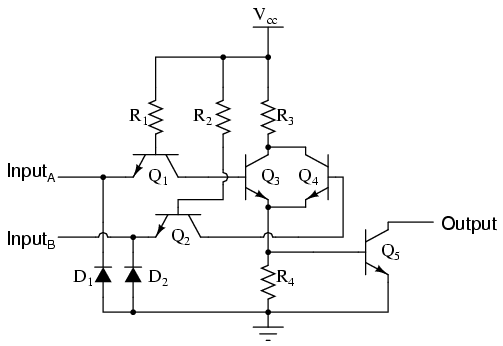 Vcc
R1
R2
R3
InputA
Q1
Q3
Q4
InputB
Q2
Output
Q5
D1
D2
R4